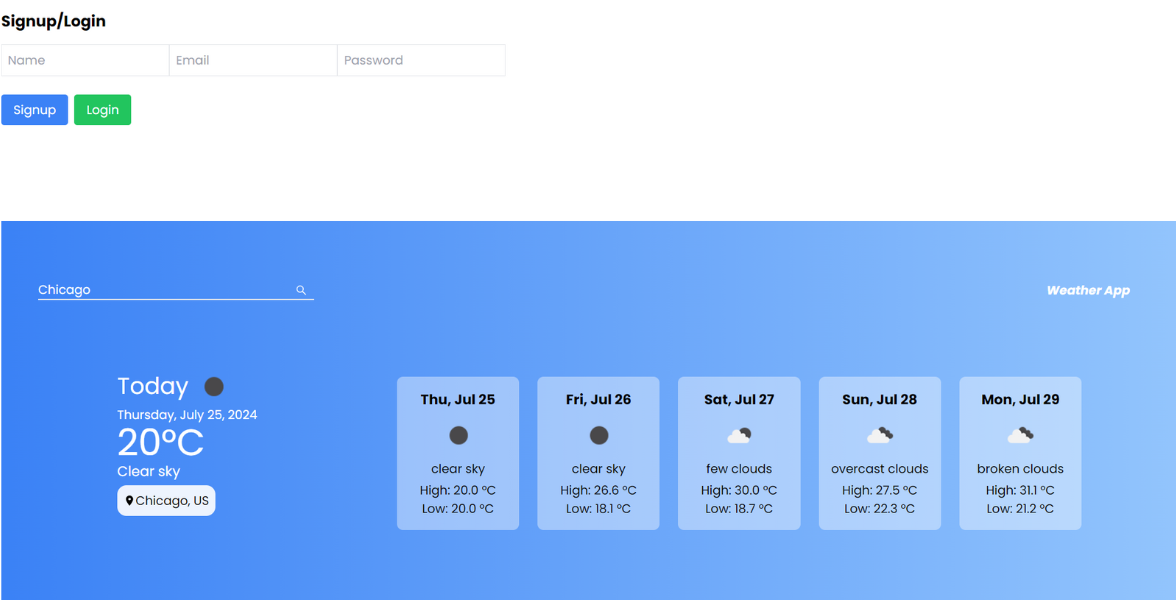 Signup/Login
Name Email Password
Signup Login
Chicago
Weather App
Today
Thursday, July 25, 2024
20°C
Clear sky
Chicago, US
Thu, Jul 25
clear sky
High: 20.0 °C
Low: 20.0 °C
Fri, Jul 26
clear sky
High: 26.6 °C
Low: 18.1 °C
Sat, Jul 27
few clouds
High: 30.0 °C
Low: 18.7 °C
Sun, Jul 28
overcast clouds
High: 27.5 °C
Low: 22.3 °C
Mon, Jul 29
broken clouds
High: 31.1 °C
Low: 21.2 °C